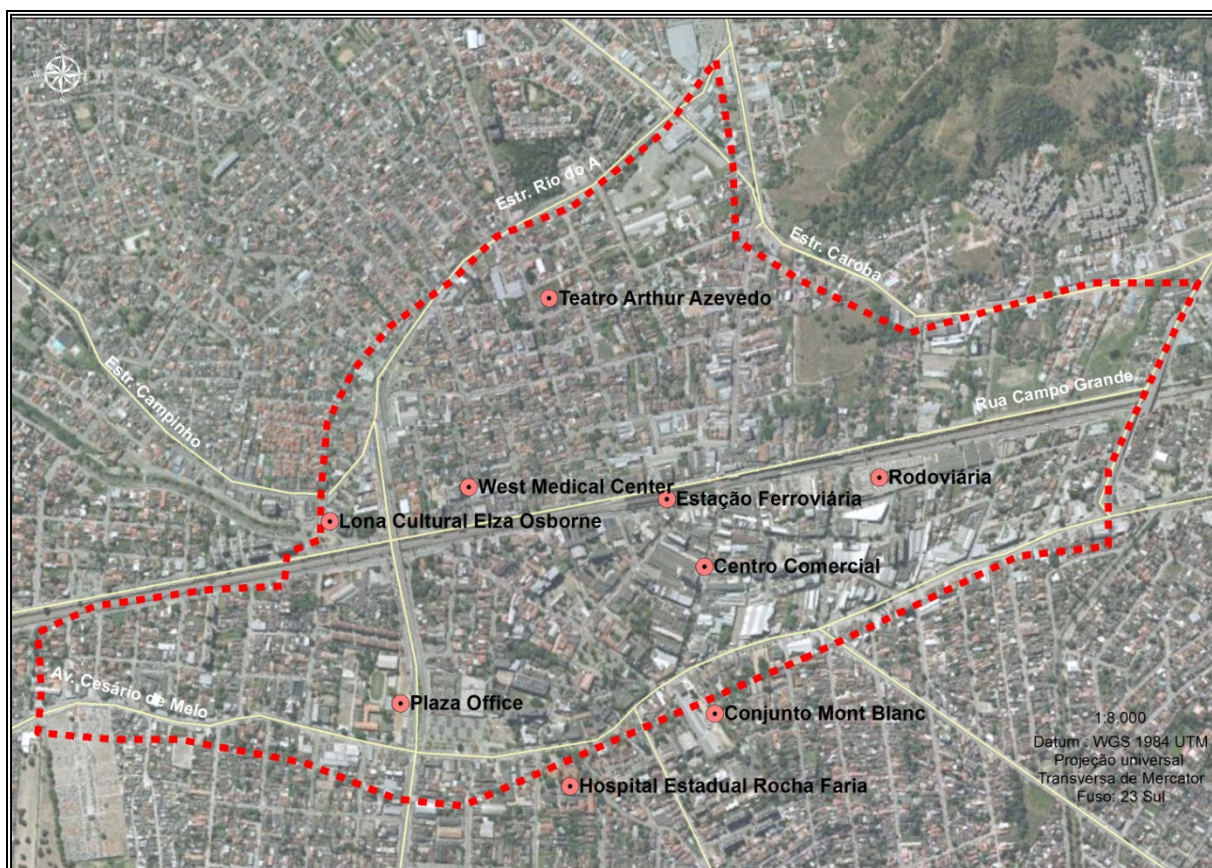 N
W E
S
Estr. Rio do A
Estr. Caroba
Teatro Arthur Azevedo
Estr. Campinho
Rua Campo Grande
West Medical Center
Rodoviária
Estação Ferroviária
Lona Cultural Elza Osborne
Centro Comercial
Av. Cesário de Melo
Plaza Office
Conjunto Mont Blanc
Hospital Estadual Rocha Faria
1:8,000
Datum : WGS 1984 UTM
Projeção universal
Transversa de Mercator
Fuso: 23 Sul